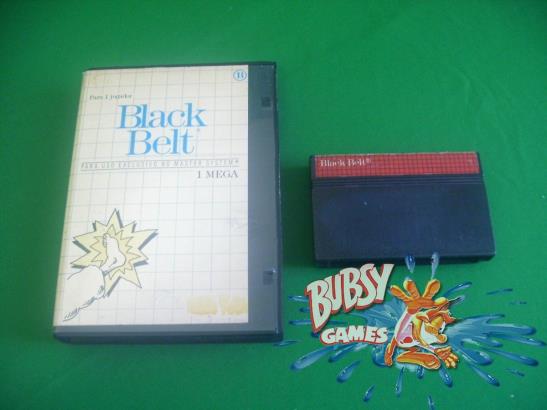 Para 1 jogador
Black
Belt®
PARA USO EXCLUSIVO NO MASTER SYSTEM®
1 MEGA
Black Belt®
BUBSY
GAMES